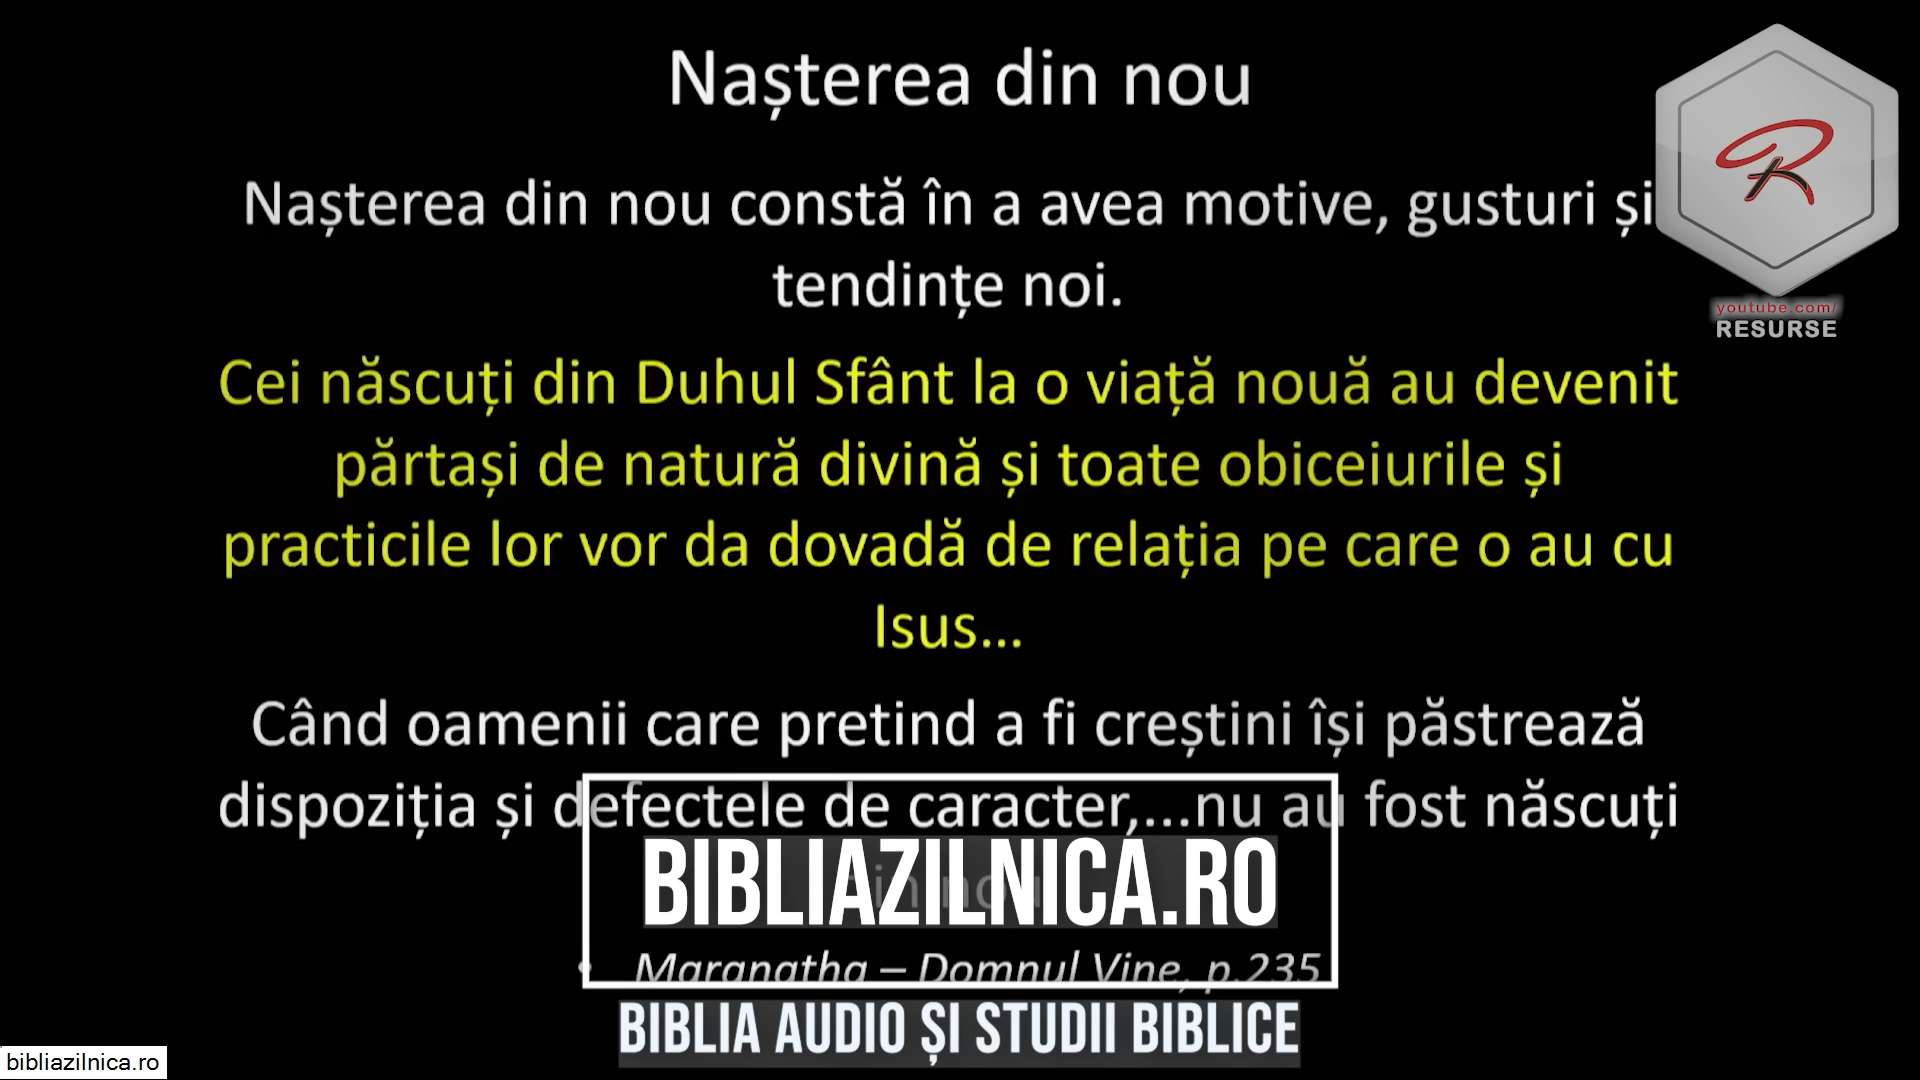 Nașterea din nou
Nașterea din nou constă în a avea motive, gusturi și
tendințe noi.
youtube.com/
RESURSE
Cei născuți din Duhul Sfânt la o viață nouă au devenit
părtași de natură divină și toate obiceiurile și
practicile lor vor da dovadă de relația pe care o au cu
Isus...
Când oamenii care pretind a fi creștini își păstrează
dispoziția și defectele de caracter,...nu au fost născuți
din nou
BIBLIAZILNICA.RO
• Maranatha – Domnul Vine, p.235
BIBLIA AUDIO ȘI STUDII BIBLICE
bibliazilnica.ro